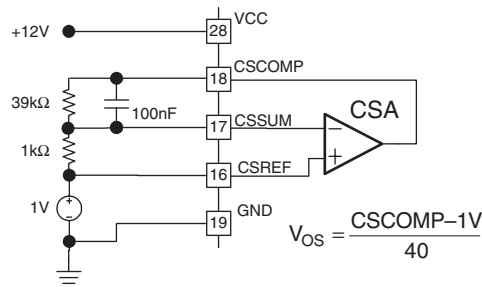 +12V
28
VCC
18
CSCOMP
39kΩ
100nF
17
CSSUM
CSA
1kΩ
16
CSREF
1V
19
GND
V_OS = (CSCOMP–1V)/40